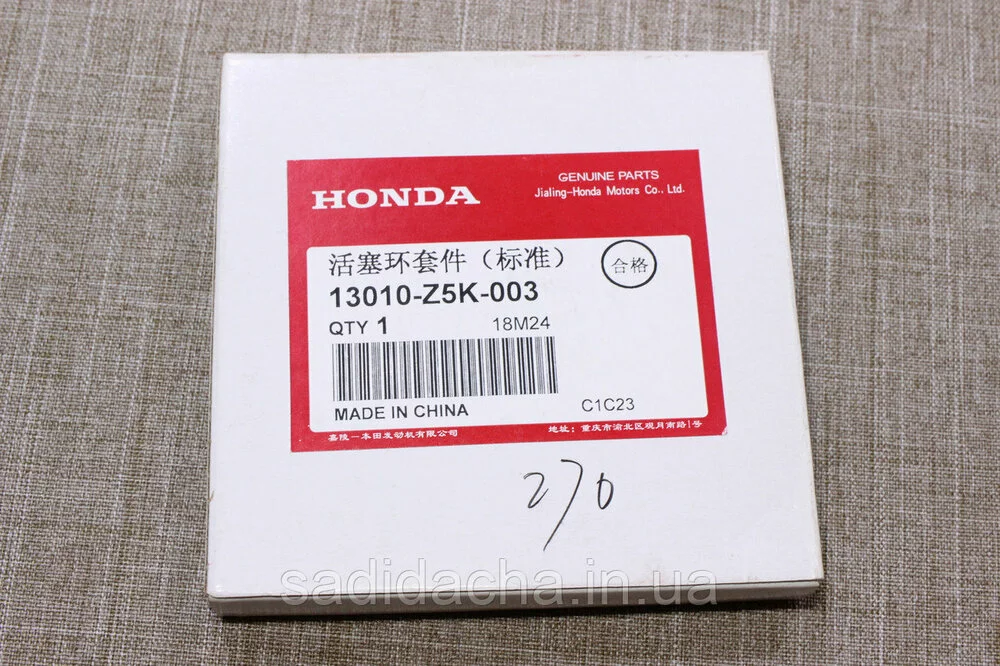 HONDA
GENUINE PARTS
Jialing-Honda Motors Co., Ltd.
活塞环套件（标准）
合格
13010-Z5K-003
QTY 1
18M24
MADE IN CHINA
C1C23
嘉陵－本田发动机有限公司
地址：重庆市渝北区观月南路1号
270
sadidacha.in.ua